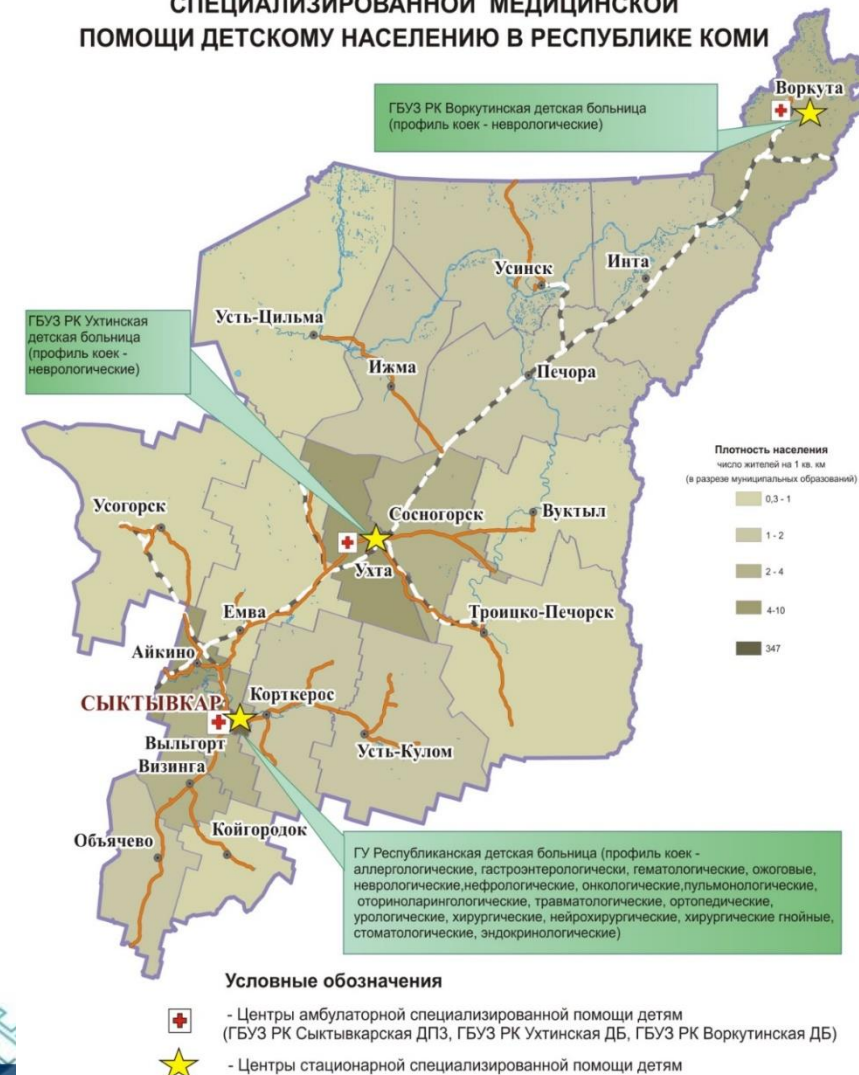 СПЕЦИАЛИЗИРОВАННОЙ МЕДИЦИНСКОЙ
ПОМОЩИ ДЕТСКОМУ НАСЕЛЕНИЮ В РЕСПУБЛИКЕ КОМИ
Воркута
ГБУЗ РК Воркутинская детская больница
(профиль коек - неврологические)
Усинск
Инта
ГБУЗ РК Ухтинская
детская больница
(профиль коек -
неврологические)
Усть-Цильма
Ижма
Печора
Плотность населения
число жителей на 1 кв. км
(в разрезе муниципальных образований)
0,3 - 1
1 - 2
2 - 4
4-10
347
Усогорск
Сосногорск
Вуктыл
Ухта
Емва
Троицко-Печорск
Айкино
СЫКТЫВКАР
Корткерос
Выльгорт
Усть-Кулом
Визинга
Объячево
Койгородок
ГУ Республиканская детская больница (профиль коек -
аллергологические, гастроэнтерологически, гематологические, ожоговые,
неврологические,нефрологические, онкологические,пульмонологические,
оториноларингологические, травматологические, ортопедические,
урологические, хирургические, нейрохирургические, хирургические гнойные,
стоматологические, эндокринологические)
Условные обозначения
- Центры амбулаторной специализированной помощи детям
(ГБУЗ РК Сыктывкарская ДП3, ГБУЗ РК Ухтинская ДБ, ГБУЗ РК Воркутинская ДБ)
- Центры стационарной специализированной помощи детям